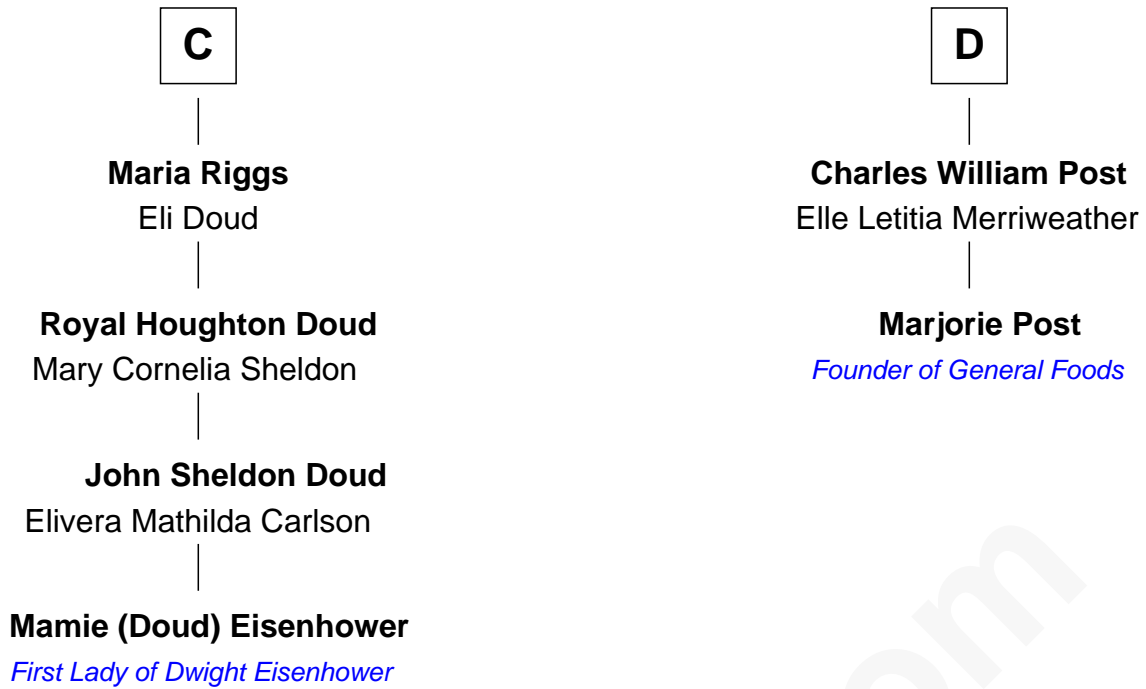 C
Maria Riggs
Eli Doud
Royal Houghton Doud
Mary Cornelia Sheldon
John Sheldon Doud
Elivera Mathilda Carlson
Mamie (Doud) Eisenhower
First Lady of Dwight Eisenhower
D
Charles William Post
Elle Letitia Merriweather
Marjorie Post
Founder of General Foods
om